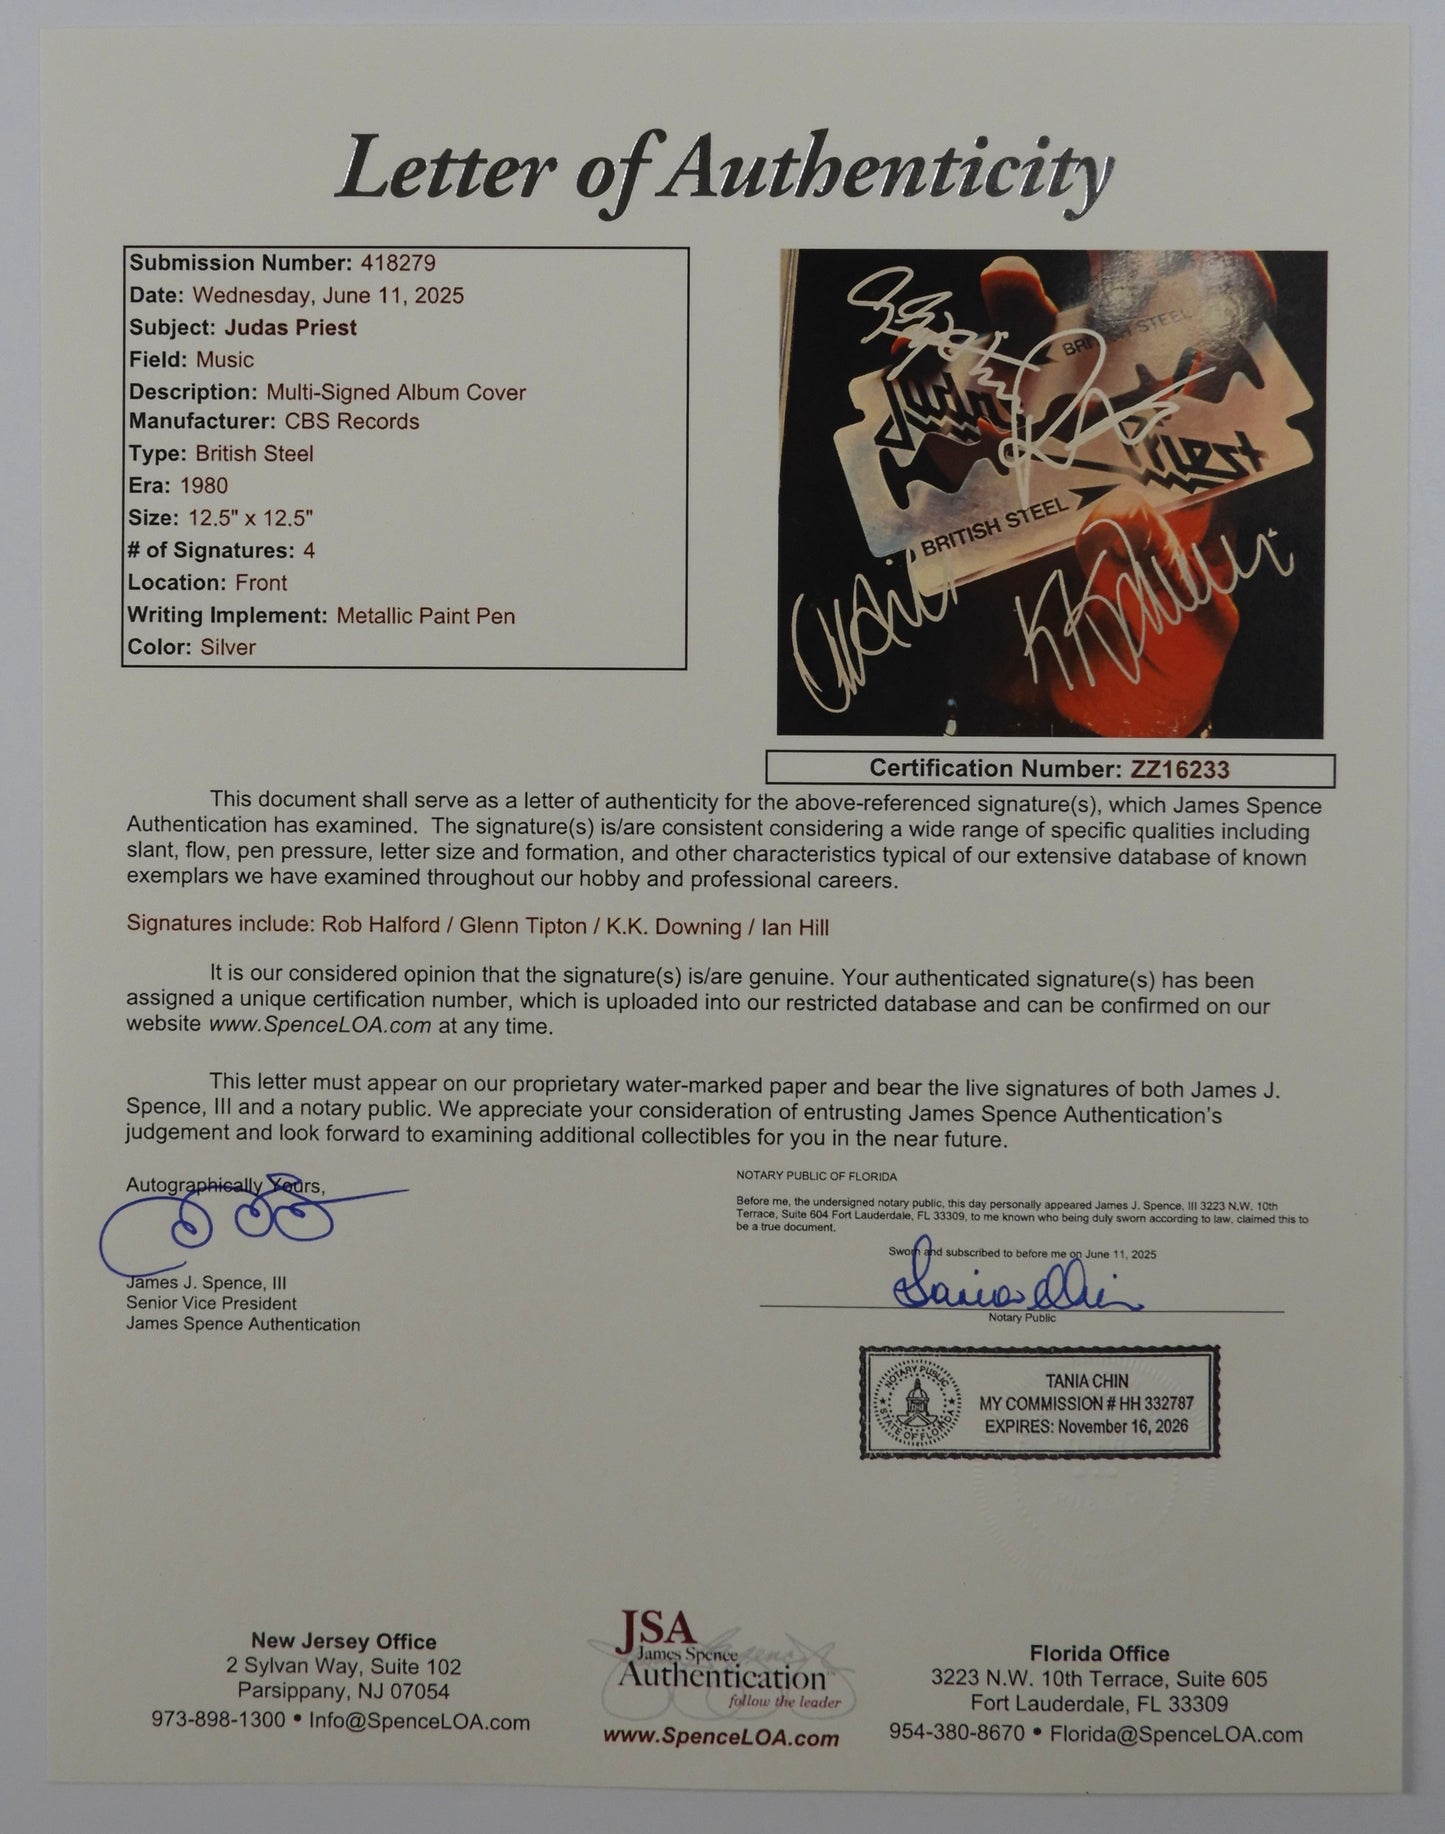 Letter of Authenticity
Submission Number: 418279
Date: Wednesday, June 11, 2025
Subject: Judas Priest
Field: Music
Description: Multi-Signed Album Cover
Manufacturer: CBS Records
Type: British Steel
Era: 1980
Size: 12.5" x 12.5"
# of Signatures: 4
Location: Front
Writing Implement: Metallic Paint Pen
Color: Silver
BRITISH STEEL
Judas
Priest
BRITISH STEEL
KK Downing
Certification Number: ZZ16233
This document shall serve as a letter of authenticity for the above-referenced signature(s), which James Spence
Authentication has examined. The signature(s) is/are consistent considering a wide range of specific qualities including
slant, flow, pen pressure, letter size and formation, and other characteristics typical of our extensive database of known
exemplars we have examined throughout our hobby and professional careers.
Signatures include: Rob Halford / Glenn Tipton / K.K. Downing / Ian Hill
It is our considered opinion that the signature(s) is/are genuine. Your authenticated signature(s) has been
assigned a unique certification number, which is uploaded into our restricted database and can be confirmed on our
website www.SpenceLOA.com at any time.
This letter must appear on our proprietary water-marked paper and bear the live signatures of both James J.
Spence, III and a notary public. We appreciate your consideration of entrusting James Spence Authentication's
judgement and look forward to examining additional collectibles for you in the near future.
Autographically Yours,
James J. Spence, III
Senior Vice President
James Spence Authentication
NOTARY PUBLIC OF FLORIDA
Before me, the undersigned notary public, this day personally appeared James J. Spence, III 3223 N.W. 10th
Terrace, Suite 604 Fort Lauderdale, FL 33309, to me known who being duly sworn according to law, claimed this to
be a true document.
Sworn and subscribed to before me on June 11, 2025
Tania Chin
Notary Public
NOTARY PUBLIC
STATE OF FLORIDA
TANIA CHIN
MY COMMISSION # HH 332787
EXPIRES: November 16, 2026
New Jersey Office
2 Sylvan Way, Suite 102
Parsippany, NJ 07054
973-898-1300 • Info@SpenceLOA.com
JSA
James Spence
Authentication™
follow the leader
www.SpenceLOA.com
Florida Office
3223 N.W. 10th Terrace, Suite 605
Fort Lauderdale, FL 33309
954-380-8670 • Florida@SpenceLOA.com